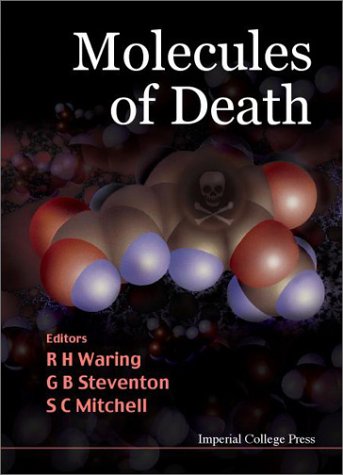 Molecules
of Death
Editors
R H Waring
G B Steventon
S C Mitchell
Imperial College Press